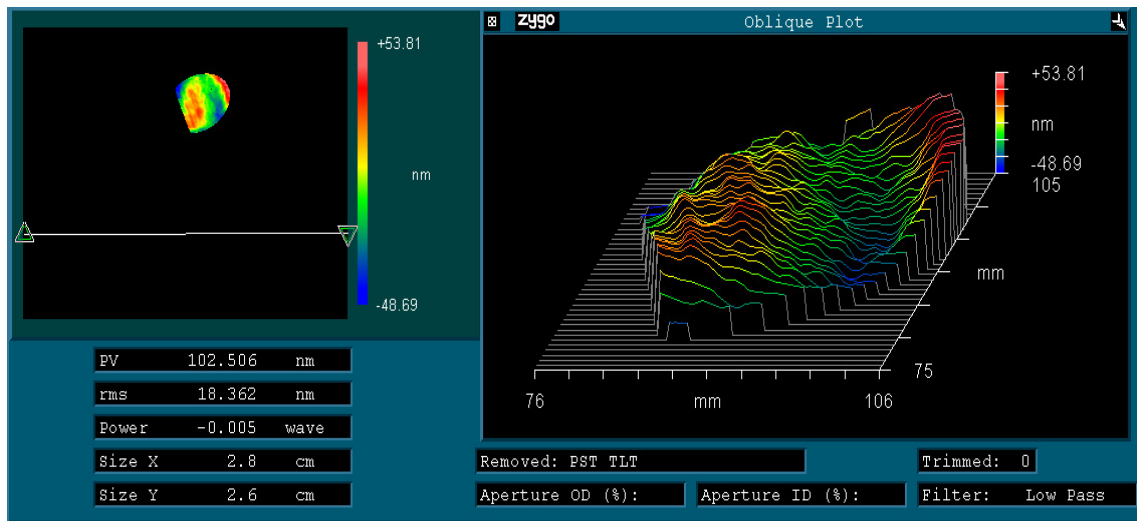 zygo Oblique Plot
+53.81
nm
-48.69
+53.81
nm
-48.69
105
mm
75
76 mm 106
PV 102.506 nm
rms 18.362 nm
Power -0.005 wave
Size X 2.8 cm
Size Y 2.6 cm
Removed: PST TLT
Trimmed: 0
Aperture OD (%):
Aperture ID (%):
Filter: Low Pass